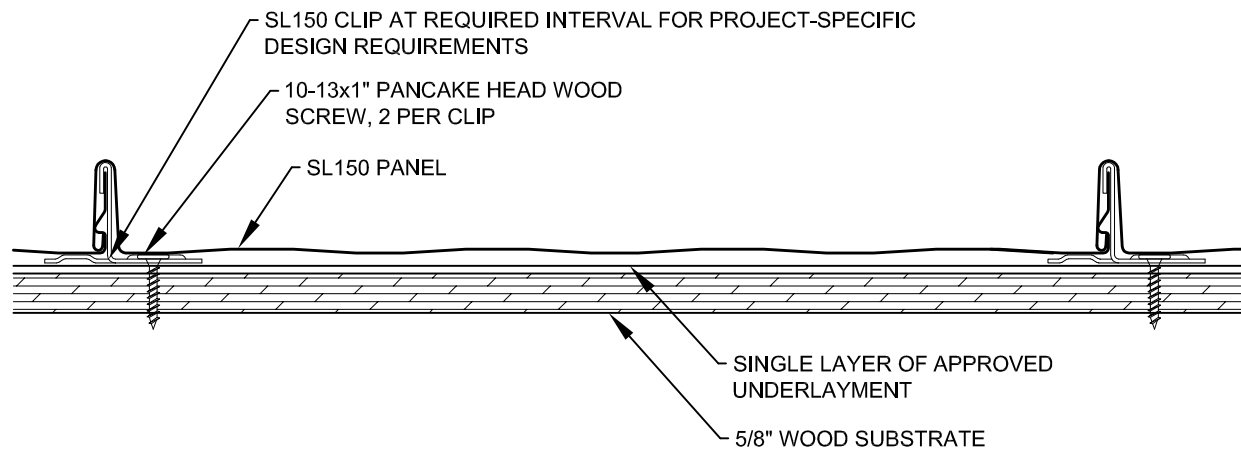 SL150 CLIP AT REQUIRED INTERVAL FOR PROJECT-SPECIFIC
DESIGN REQUIREMENTS
10-13x1" PANCAKE HEAD WOOD
SCREW, 2 PER CLIP
SL150 PANEL
SINGLE LAYER OF APPROVED
UNDERLAYMENT
5/8" WOOD SUBSTRATE